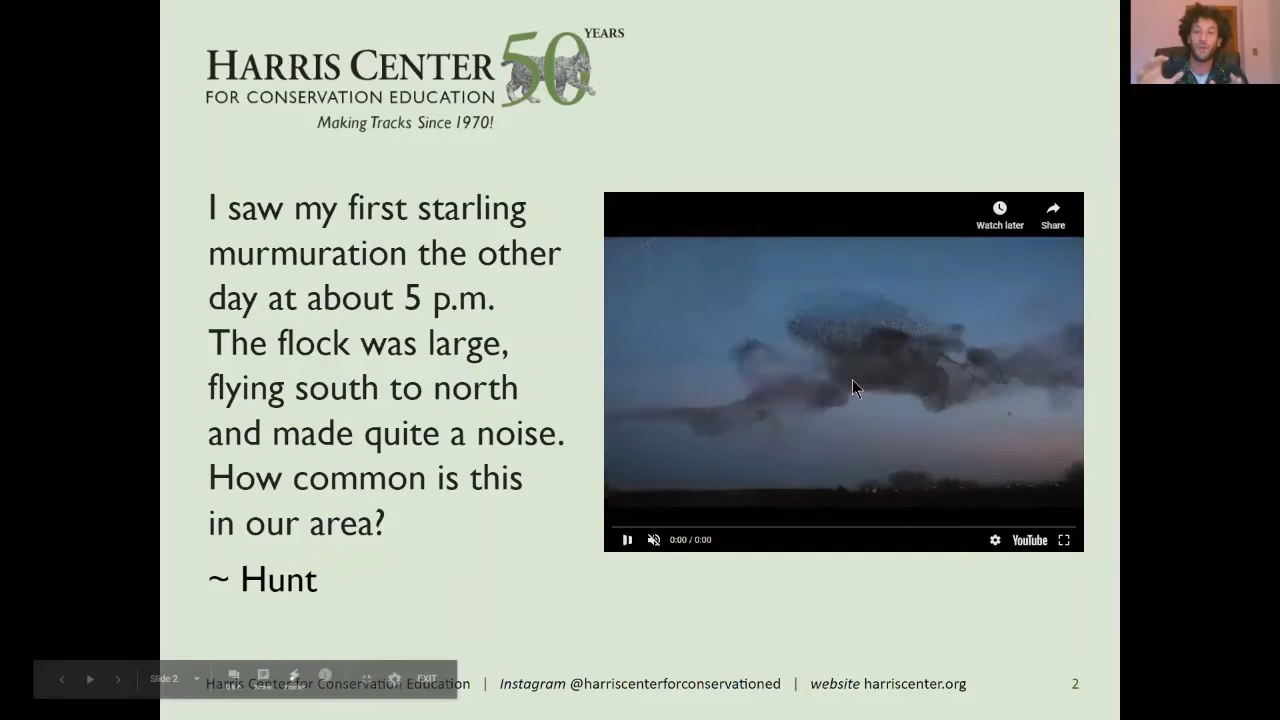 HARRIS CENTER 50 YEARS
FOR CONSERVATION EDUCATION
Making Tracks Since 1970!
I saw my first starling
murmuration the other
day at about 5 p.m.
The flock was large,
flying south to north
and made quite a noise.
How common is this
in our area?
~ Hunt
Watch later Share
0:00 / 0:00 YouTube
Slide 2 EXIT
Harris Center for Conservation Education | Instagram @harriscenterforconservationed | website harriscenter.org 2